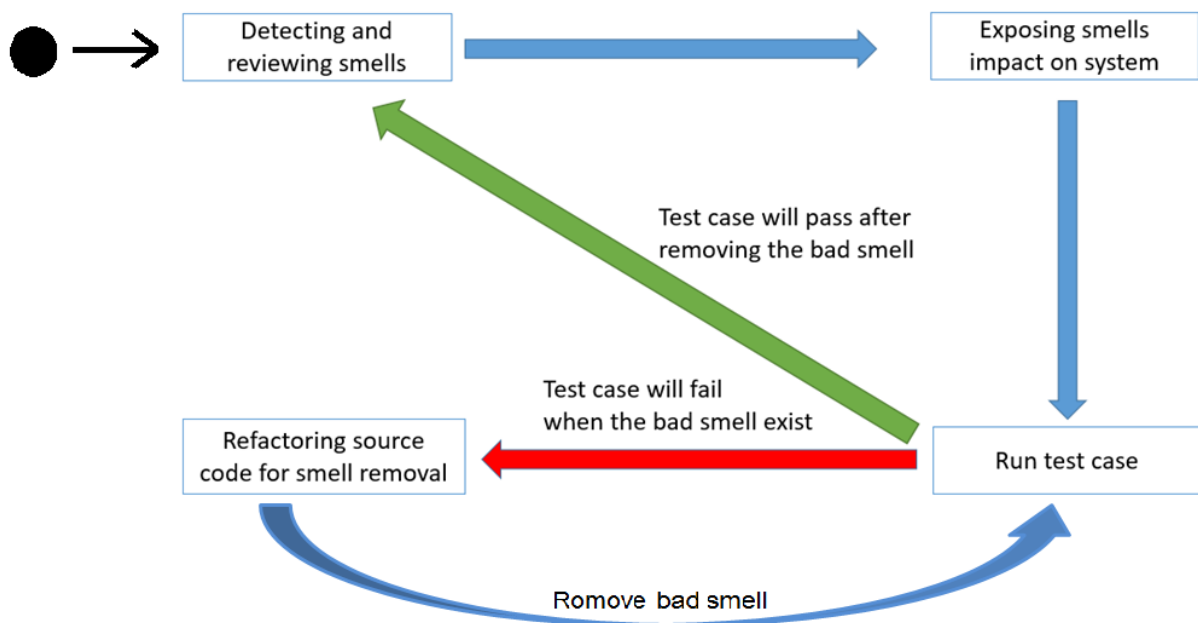 Detecting and
reviewing smells
Exposing smells
impact on system
Test case will pass after
removing the bad smell
Test case will fail
when the bad smell exist
Refactoring source
code for smell removal
Run test case
Romove bad smell